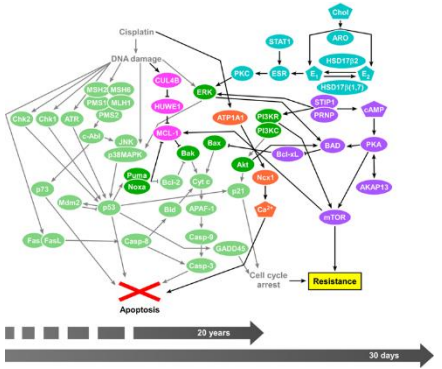 Chol
Cisplatin
STAT1
ARO
DNA damage
HSD17β2
CUL4B
PKC
ESR
E1
E2
MSH2
MSH6
ERK
HSD17β(1,7)
PMS1
MLH1
HUWE1
STIP1
cAMP
Chk2
Chk1
ATR
PMS2
ATP1A1
PI3KR
PRNP
MCL-1
PI3KC
c-Abl
JNK
Bax
BAD
PKA
p38MAPK
Bak
Bcl-xL
Akt
p73
Puma
Bcl-2
Cyt c
Ncx1
Noxa
p21
AKAP13
Mdm2
p53
Bid
APAF-1
Ca2+
mTOR
Fas
FasL
Casp-8
Casp-9
GADD45
Casp-3
Cell cycle
arrest
Resistance
Apoptosis
20 years
30 days